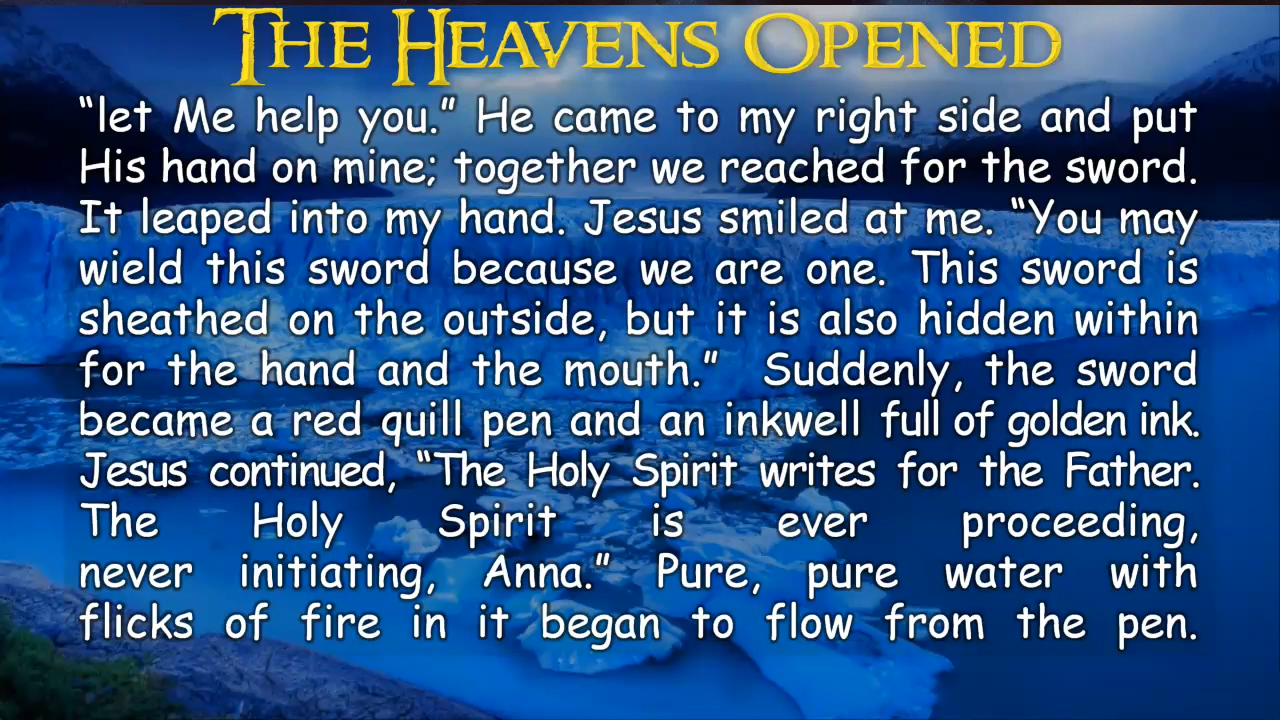 THE HEAVENS OPENED
“let Me help you.” He came to my right side and put
His hand on mine; together we reached for the sword.
It leaped into my hand. Jesus smiled at me. “You may
wield this sword because we are one. This sword is
sheathed on the outside, but it is also hidden within
for the hand and the mouth.” Suddenly, the sword
became a red quill pen and an inkwell full of golden ink.
Jesus continued, “The Holy Spirit writes for the Father.
The Holy Spirit is ever proceeding,
never initiating, Anna.” Pure, pure water with
flicks of fire in it began to flow from the pen.